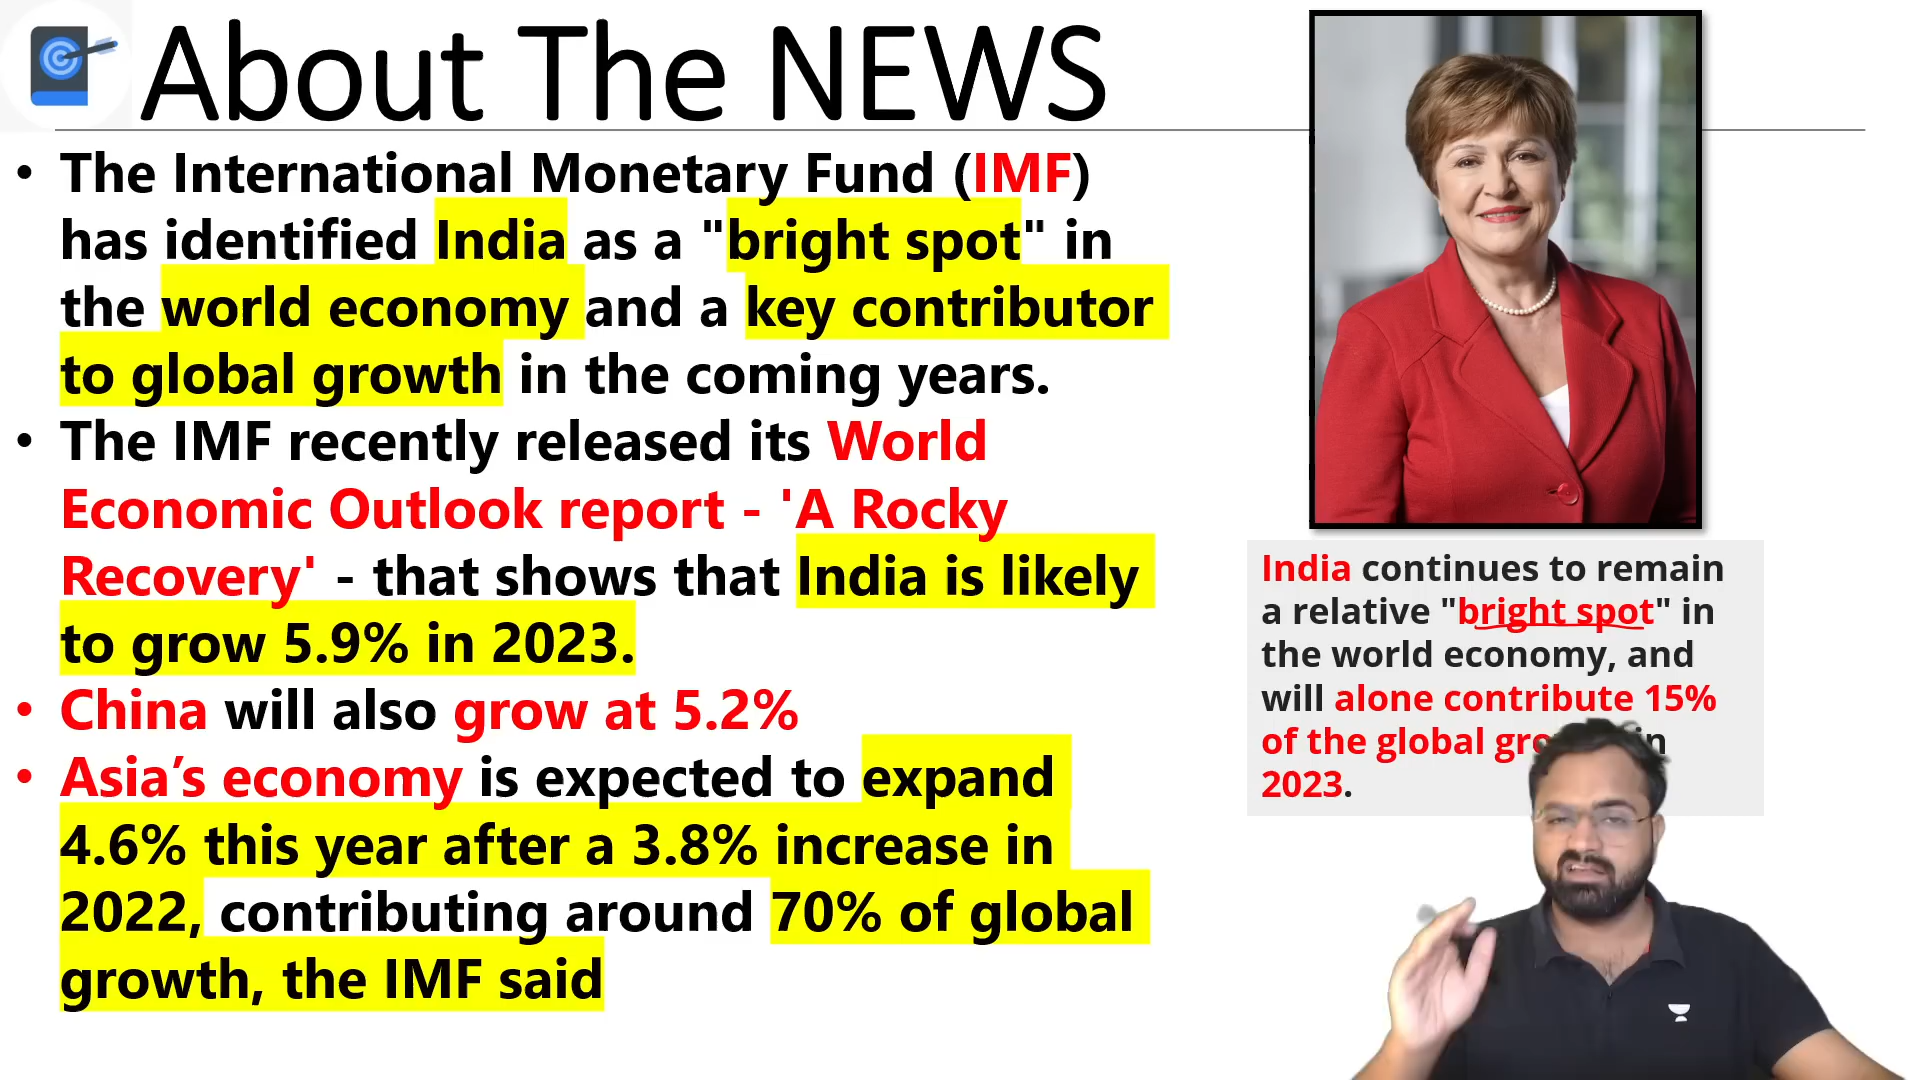 About The NEWS
• The International Monetary Fund (IMF)
has identified India as a "bright spot" in
the world economy and a key contributor
to global growth in the coming years.
• The IMF recently released its World
Economic Outlook report - 'A Rocky
Recovery' - that shows that India is likely
to grow 5.9% in 2023.
• China will also grow at 5.2%
• Asia’s economy is expected to expand
4.6% this year after a 3.8% increase in
2022, contributing around 70% of global
growth, the IMF said
India continues to remain
a relative "bright spot" in
the world economy, and
will alone contribute 15%
of the global in
2023.